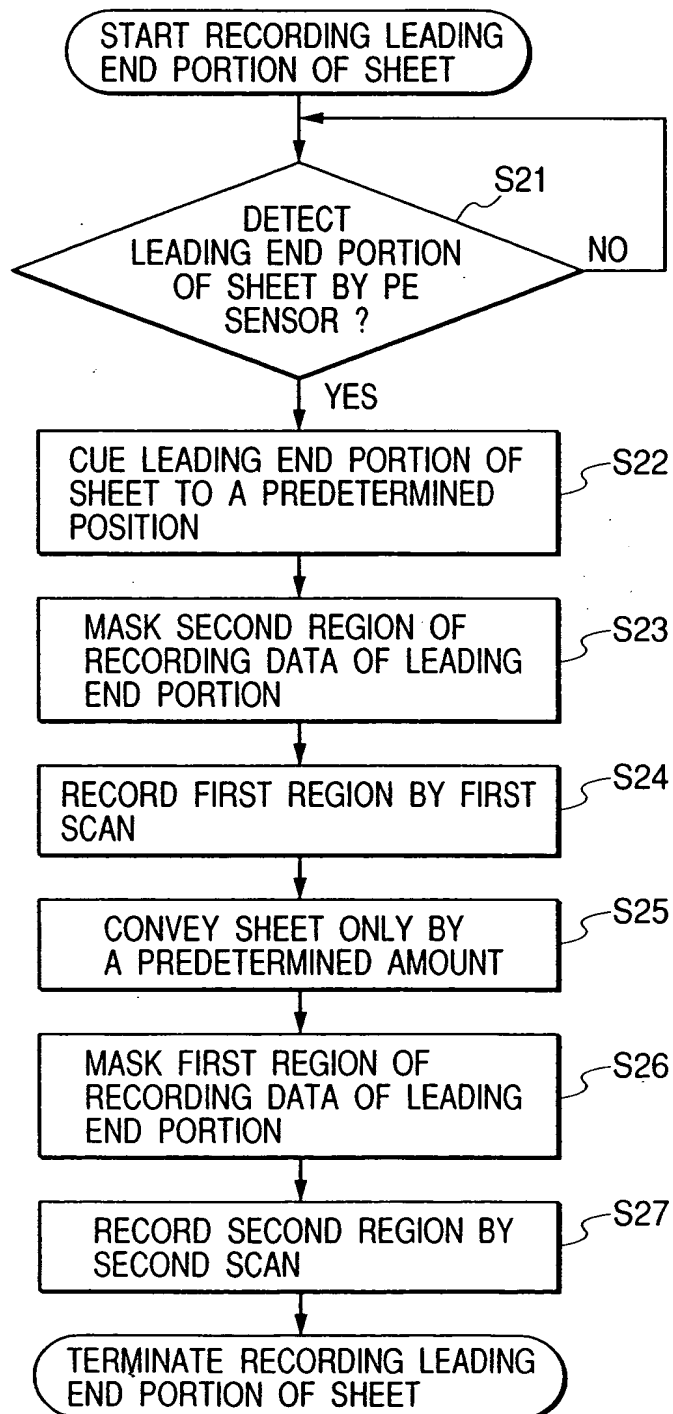 START RECORDING LEADING
END PORTION OF SHEET
S21
DETECT
LEADING END PORTION
OF SHEET BY PE
SENSOR ?
NO
YES
CUE LEADING END PORTION OF
SHEET TO A PREDETERMINED
POSITION
S22
MASK SECOND REGION OF
RECORDING DATA OF LEADING
END PORTION
S23
RECORD FIRST REGION BY FIRST
SCAN
S24
CONVEY SHEET ONLY BY
A PREDETERMINED AMOUNT
S25
MASK FIRST REGION OF
RECORDING DATA OF LEADING
END PORTION
S26
RECORD SECOND REGION BY
SECOND SCAN
S27
TERMINATE RECORDING LEADING
END PORTION OF SHEET